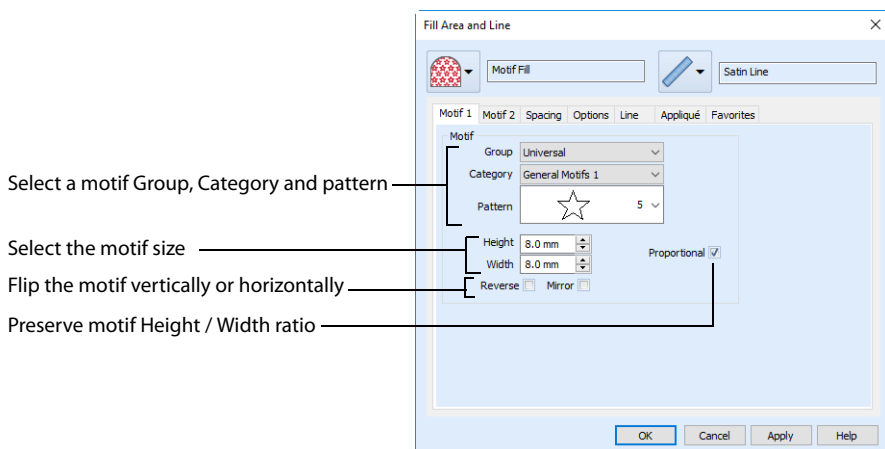 Fill Area and Line
Motif Fill
Satin Line
Motif 1 Motif 2 Spacing Options Line Appliqué Favorites
Motif
Group Universal
Select a motif Group, Category and pattern
Category General Motifs 1
Pattern 5
Select the motif size
Height 8.0 mm
Proportional
Width 8.0 mm
Flip the motif vertically or horizontally
Reverse Mirror
Preserve motif Height / Width ratio
OK Cancel Apply Help